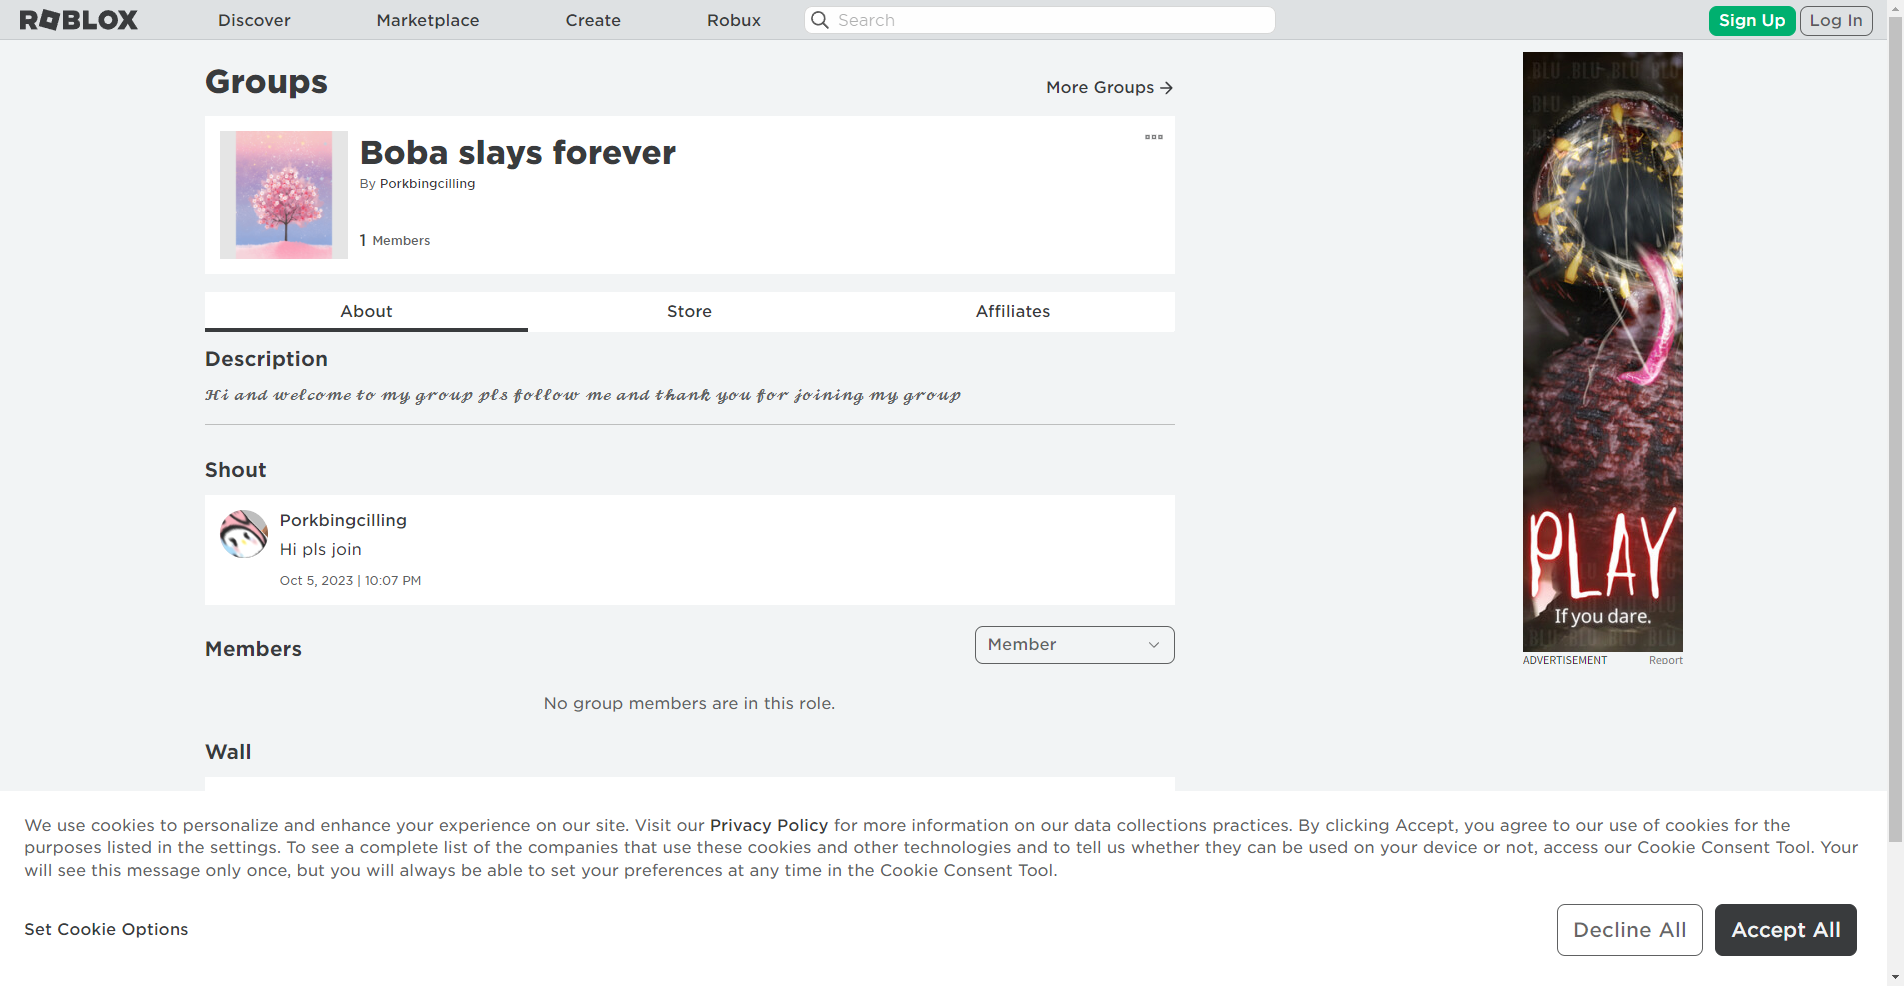 ROBLOX
Discover
Marketplace
Create
Robux
Search
Sign Up
Log In
Groups
More Groups
Boba slays forever
By Porkbingcilling
1 Members
About
Store
Affiliates
Description
𝓗𝓲 𝓪𝓷𝓭 𝔀𝓮𝓵𝓬𝓸𝓶𝓮 𝓽𝓸 𝓶𝔂 𝓰𝓻𝓸𝓾𝓹 𝓹𝓵𝓼 𝓯𝓸𝓵𝓵𝓸𝔀 𝓶𝓮 𝓪𝓷𝓭 𝓽𝓱𝓪𝓷𝓴 𝔂𝓸𝓾 𝓯𝓸𝓻 𝓳𝓸𝓲𝓷𝓲𝓷𝓰 𝓶𝔂 𝓰𝓻𝓸𝓾𝓹
Shout
Porkbingcilling
Hi pls join
Oct 5, 2023 | 10:07 PM
Members
Member
No group members are in this role.
Wall
BLU BLU BLU BLU
PLAY
If you dare.
BLU BLU BLU BLU
ADVERTISEMENT
Report
We use cookies to personalize and enhance your experience on our site. Visit our Privacy Policy for more information on our data collections practices. By clicking Accept, you agree to our use of cookies for the
purposes listed in the settings. To see a complete list of the companies that use these cookies and other technologies and to tell us whether they can be used on your device or not, access our Cookie Consent Tool. Your
will see this message only once, but you will always be able to set your preferences at any time in the Cookie Consent Tool.
Set Cookie Options
Decline All
Accept All